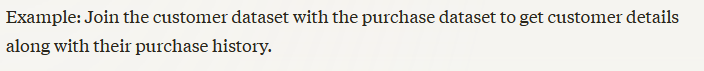 Example: Join the customer dataset with the purchase dataset to get customer details
along with their purchase history.